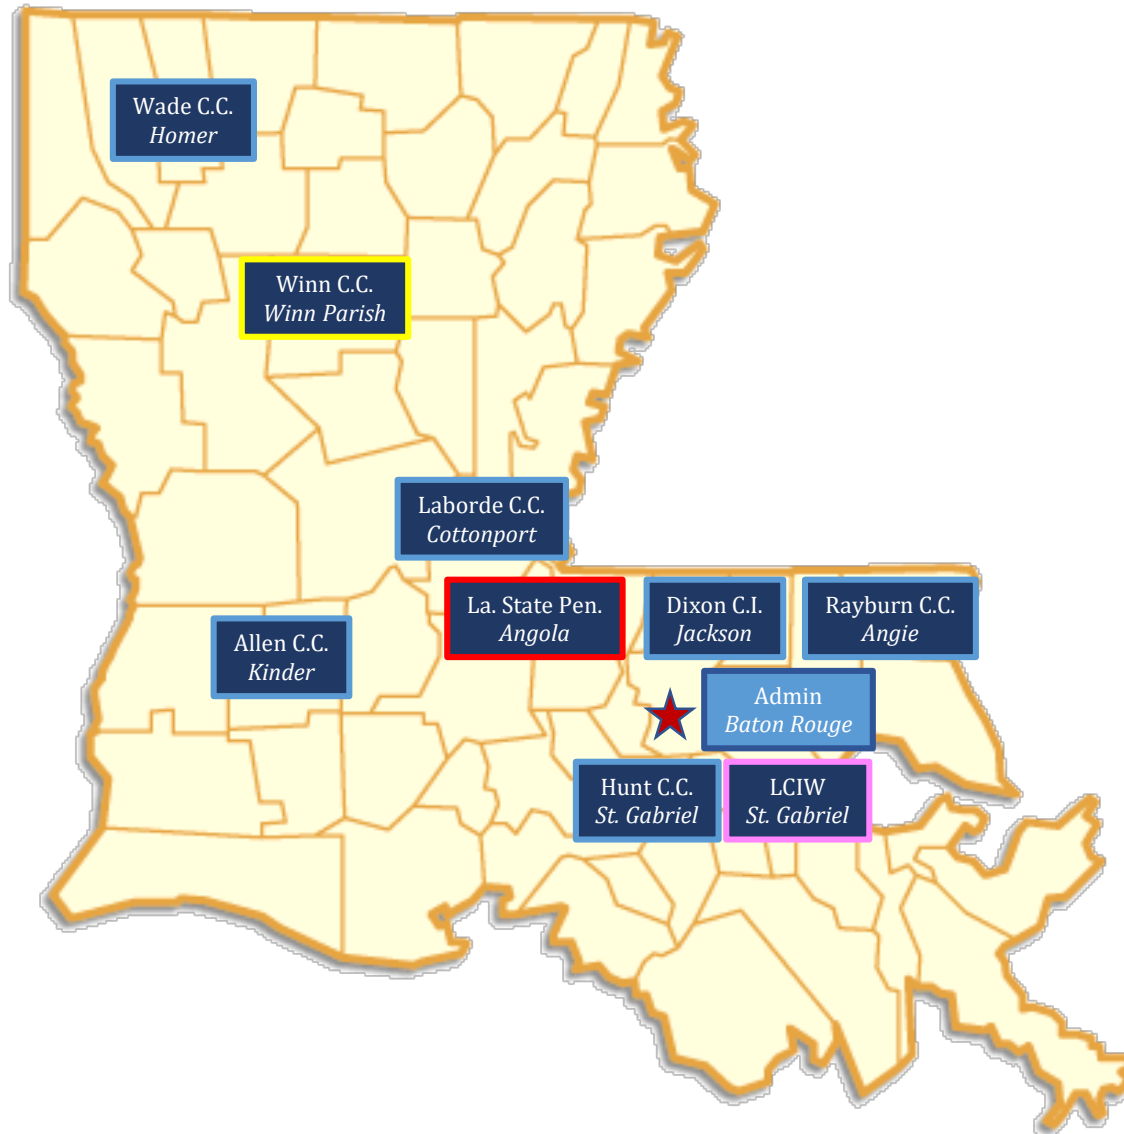 Wade C.C.
Homer
Winn C.C.
Winn Parish
Laborde C.C.
Cottonport
La. State Pen.
Angola
Dixon C.I.
Jackson
Rayburn C.C.
Angie
Allen C.C.
Kinder
Admin
Baton Rouge
Hunt C.C.
St. Gabriel
LCIW
St. Gabriel